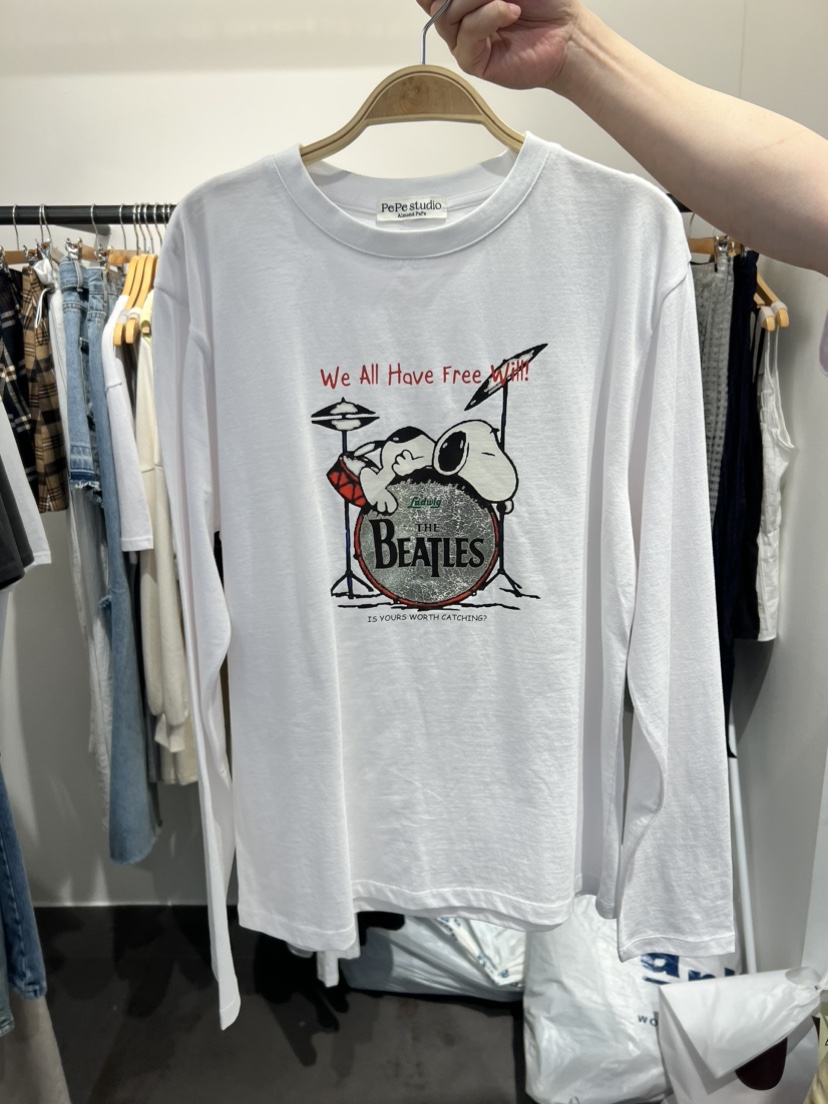 PePe studio
Almond PePe
We All Have Free Will!
Ludwig
THE
BEATLES
IS YOURS WORTH CATCHING?